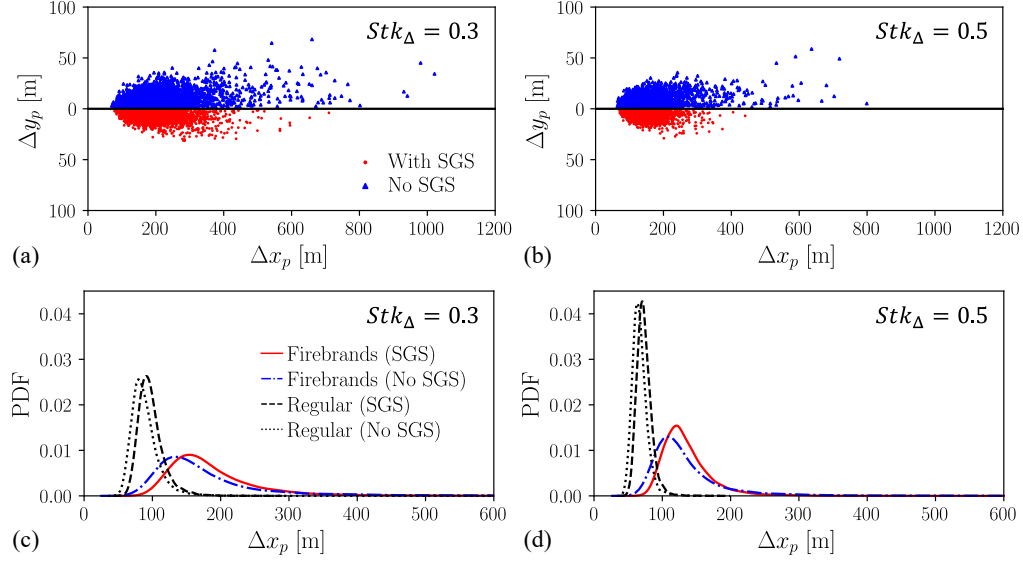 100
50
0
50
100
Δy_p [m]
Stk_Δ = 0.3
With SGS
No SGS
0 200 400 600 800 1000 1200
(a)
Δx_p [m]
100
50
0
50
100
Δy_p [m]
Stk_Δ = 0.5
0 200 400 600 800 1000 1200
(b)
Δx_p [m]
0.04
0.03
0.02
0.01
0.00
PDF
Stk_Δ = 0.3
Firebrands (SGS)
Firebrands (No SGS)
Regular (SGS)
Regular (No SGS)
0 100 200 300 400 500 600
(c)
Δx_p [m]
0.04
0.03
0.02
0.01
0.00
PDF
Stk_Δ = 0.5
0 100 200 300 400 500 600
(d)
Δx_p [m]